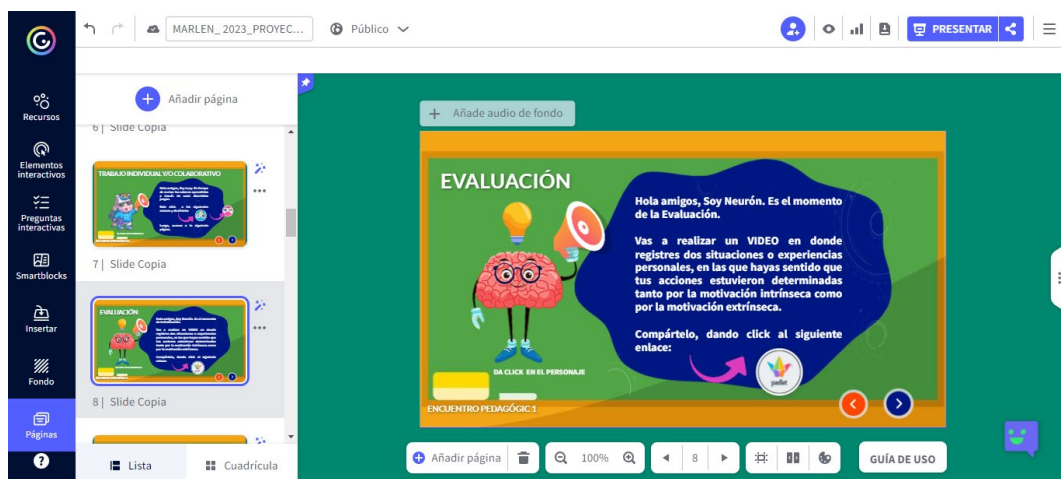 MARLEN_ 2023_PROYEC...
Público
PRESENTAR
Recursos
Elementos
interactivos
Preguntas
interactivas
Smartblocks
Insertar
Fondo
Páginas
?
Añadir página
6 | Slide Copia
TRABAJO INDIVIDUAL Y/O COLABORATIVO
7 | Slide Copia
EVALUACIÓN
8 | Slide Copia
Lista
Cuadrícula
Añade audio de fondo
EVALUACIÓN
Hola amigos, Soy Neurón. Es el momento
de la Evaluación.
Vas a realizar un VIDEO en donde
registres dos situaciones o experiencias
personales, en las que hayas sentido que
tus acciones estuvieron determinadas
tanto por la motivación intrínseca como
por la motivación extrínseca.
Compártelo, dando click al siguiente
enlace:
padlet
DA CLICK EN EL PERSONAJE
ENCUENTRO PEDAGÓGIC 1
Añadir página
100%
8
GUÍA DE USO